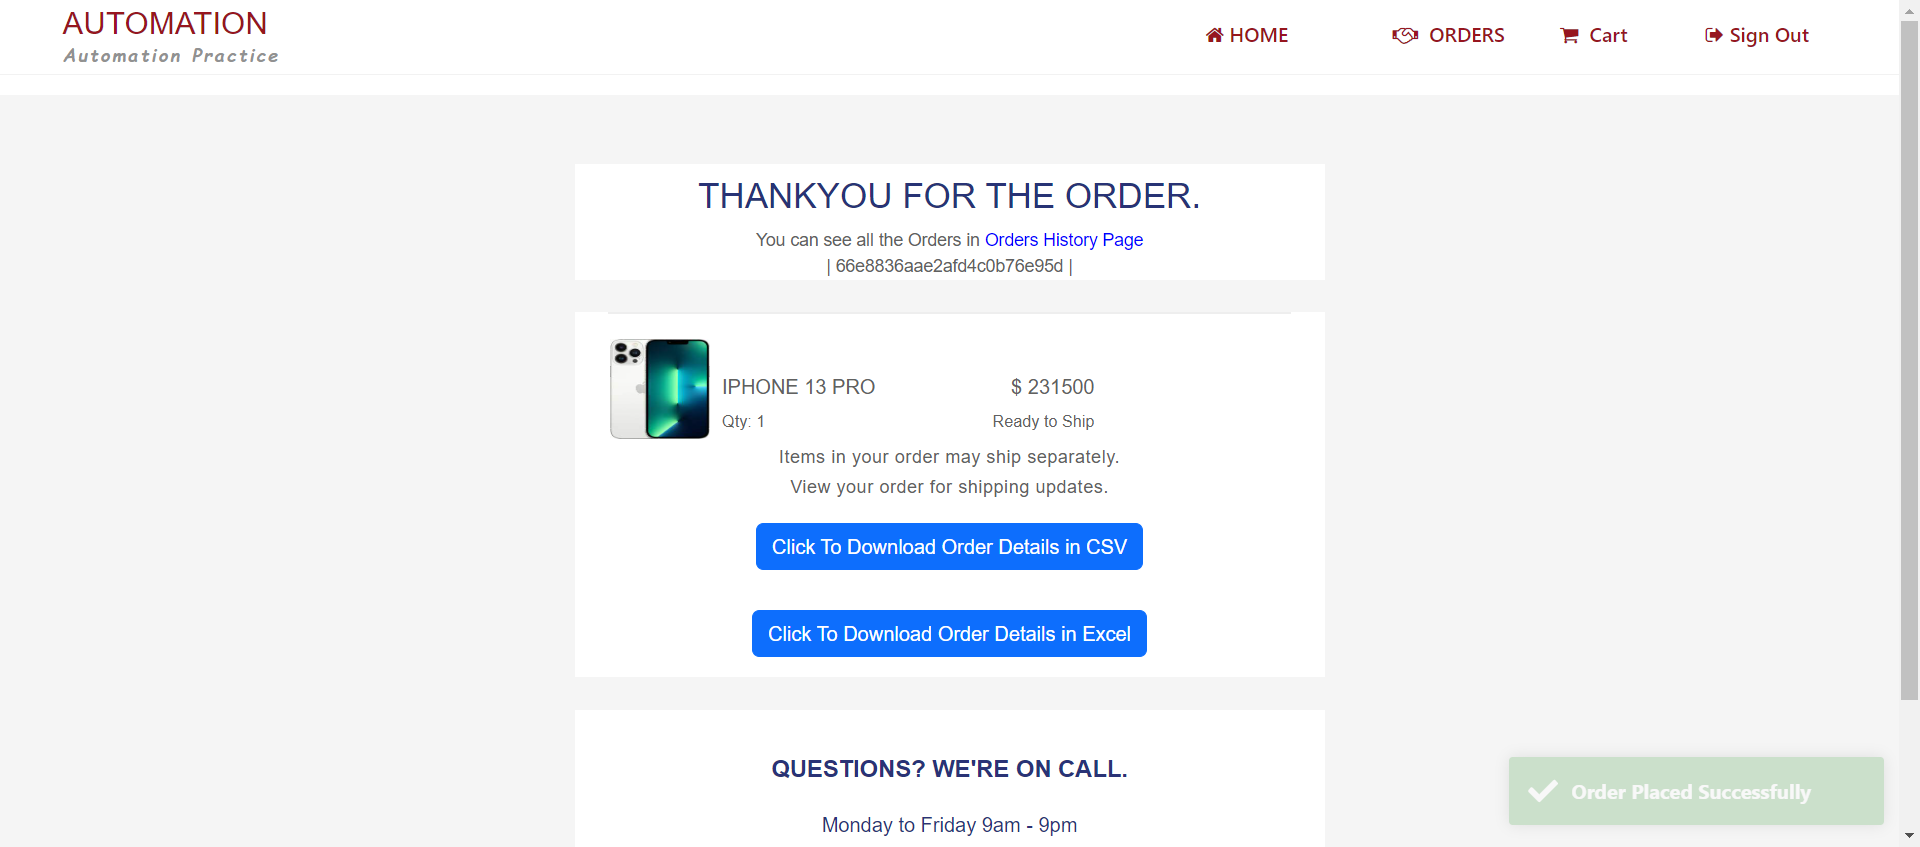 AUTOMATION
Automation Practice
HOME
ORDERS
Cart
Sign Out
THANKYOU FOR THE ORDER.
You can see all the Orders in Orders History Page
| 66e8836aae2afd4c0b76e95d |
IPHONE 13 PRO
$ 231500
Qty: 1
Ready to Ship
Items in your order may ship separately.
View your order for shipping updates.
Click To Download Order Details in CSV
Click To Download Order Details in Excel
QUESTIONS? WE'RE ON CALL.
Monday to Friday 9am - 9pm
Order Placed Successfully